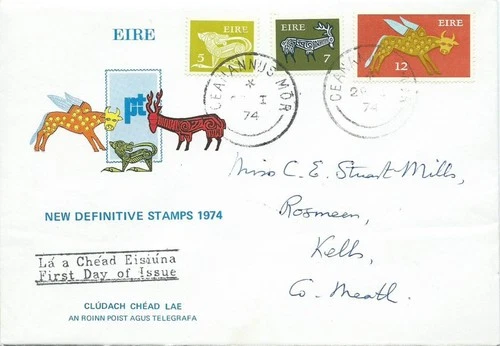 EIRE
EIRE
5
EIRE
7
EIRE
12
CEANANNUS MÓR
I
74
CEANANNUS MÓR
74
pt
NEW DEFINITIVE STAMPS 1974
Lá a Chéad Eisiúna
First Day of Issue
CLÚDACH CHÉAD LAE
AN ROINN POIST AGUS TELEGRAFA
Miss C. E. Stuart Mills,
Rosmeen,
Kells,
Co. Meath.